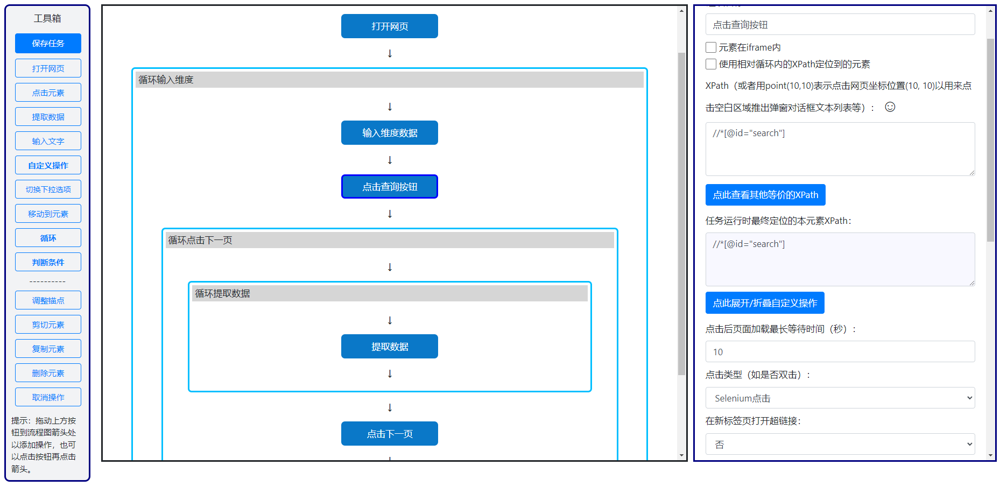 工具箱
保存任务
打开网页
点击元素
提取数据
输入文字
自定义操作
切换下拉选项
移动到元素
循环
判断条件
----------
调整锚点
剪切元素
复制元素
删除元素
取消操作
提示：拖动上方按
钮到流程图箭头处
以添加操作，也可
以点击按钮再点击
箭头。
打开网页
↓
循环输入维度
↓
输入维度数据
↓
点击查询按钮
↓
循环点击下一页
↓
循环提取数据
↓
提取数据
↓
↓
点击下一页
点击查询按钮
元素在iframe内
使用相对循环内的XPath定位到的元素
XPath（或者用point(10,10)表示点击网页坐标位置(10, 10)以用来点
击空白区域推出弹窗对话框文本列表等）：
//*[@id="search"]
点此查看其他等价的XPath
任务运行时最终定位的本元素XPath：
//*[@id="search"]
点此展开/折叠自定义操作
点击后页面加载最长等待时间（秒）：
10
点击类型（如是否双击）：
Selenium点击
在新标签页打开超链接：
否